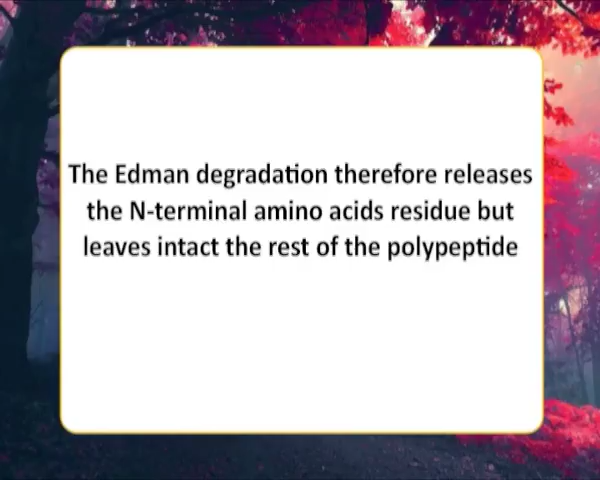 The Edman degradation therefore releases
the N-terminal amino acids residue but
leaves intact the rest of the polypeptide